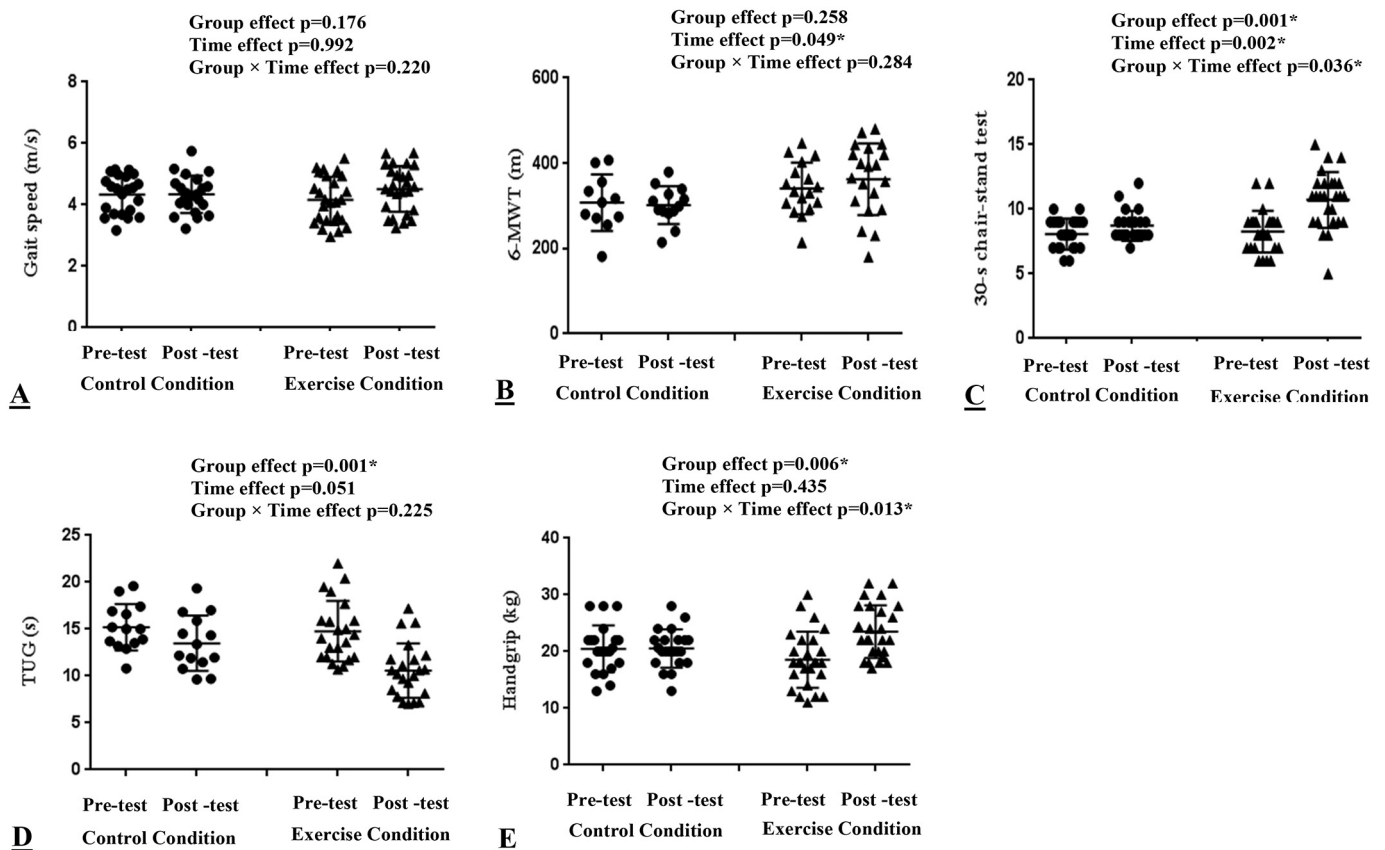 Group effect p=0.176
Time effect p=0.992
Group × Time effect p=0.220
Gait speed (m/s)
8
6
4
2
0
Pre-test Post -test Pre-test Post -test
Control Condition Exercise Condition
A
Group effect p=0.258
Time effect p=0.049*
Group × Time effect p=0.284
6-MWT (m)
600
400
200
0
Pre-test Post -test Pre-test Post -test
Control Condition Exercise Condition
B
Group effect p=0.001*
Time effect p=0.002*
Group × Time effect p=0.036*
30-s chair-stand test
20
15
10
5
0
Pre-test Post -test Pre-test Post -test
Control Condition Exercise Condition
C
Group effect p=0.001*
Time effect p=0.051
Group × Time effect p=0.225
TUG (s)
25
20
15
10
5
0
Pre-test Post -test Pre-test Post -test
Control Condition Exercise Condition
D
Group effect p=0.006*
Time effect p=0.435
Group × Time effect p=0.013*
Handgrip (kg)
40
30
20
10
0
Pre-test Post -test Pre-test Post -test
Control Condition Exercise Condition
E